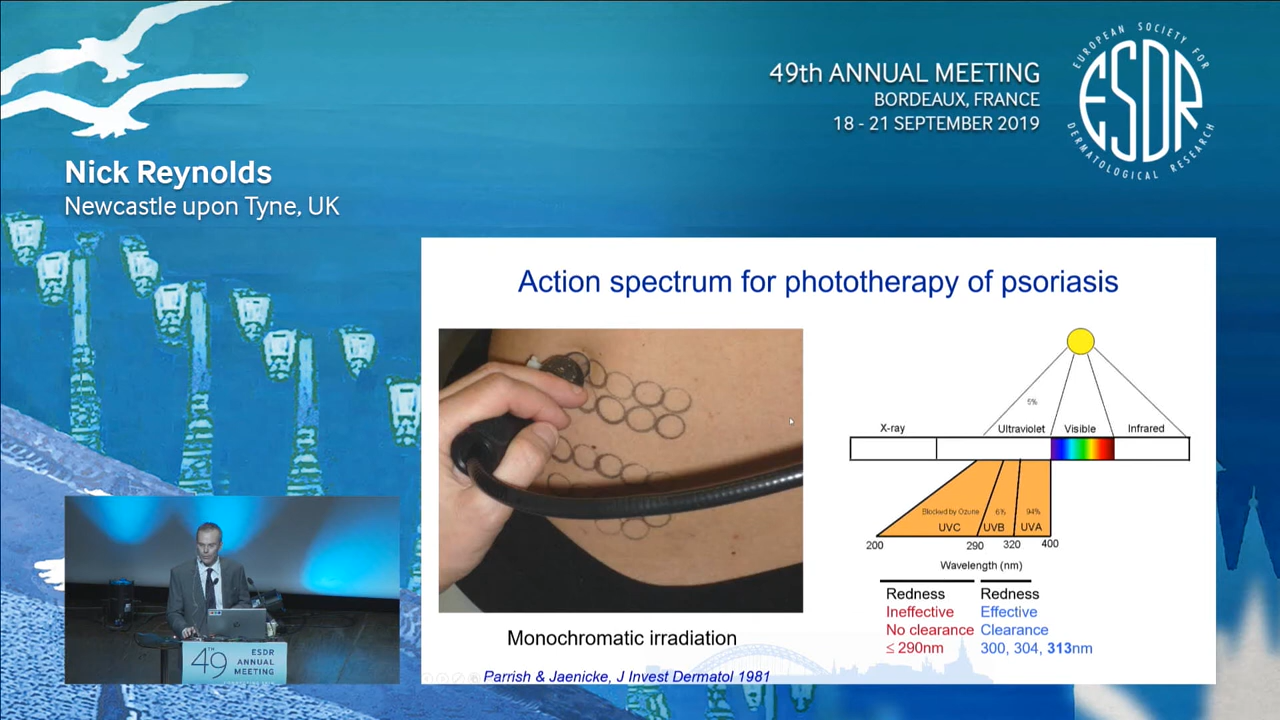 49th ANNUAL MEETING
BORDEAUX, FRANCE
18 - 21 SEPTEMBER 2019
EUROPEAN SOCIETY FOR
ESDR
DERMATOLOGICAL RESEARCH
Nick Reynolds
Newcastle upon Tyne, UK
Action spectrum for phototherapy of psoriasis
5%
X-ray
Ultraviolet
Visible
Infrared
Blocked by Ozone
6%
94%
UVC
UVB
UVA
200
290
320
400
Wavelength (nm)
Redness
Ineffective
No clearance
≤ 290nm
Redness
Effective
Clearance
300, 304, 313nm
Monochromatic irradiation
Parrish & Jaenicke, J Invest Dermatol 1981
49TH
ESDR
ANNUAL
MEETING